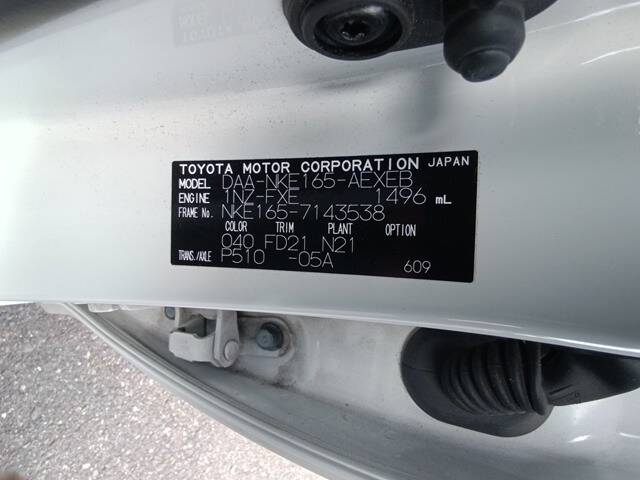 TOYOTA MOTOR CORPORATION JAPAN
MODEL DAA-NKE165-AEXEB
ENGINE 1NZ-FXE 1496 mL
FRAME No. NKE165-7143538
COLOR TRIM PLANT OPTION
040 FD21 N21
TRANS./AXLE P510 -05A
609